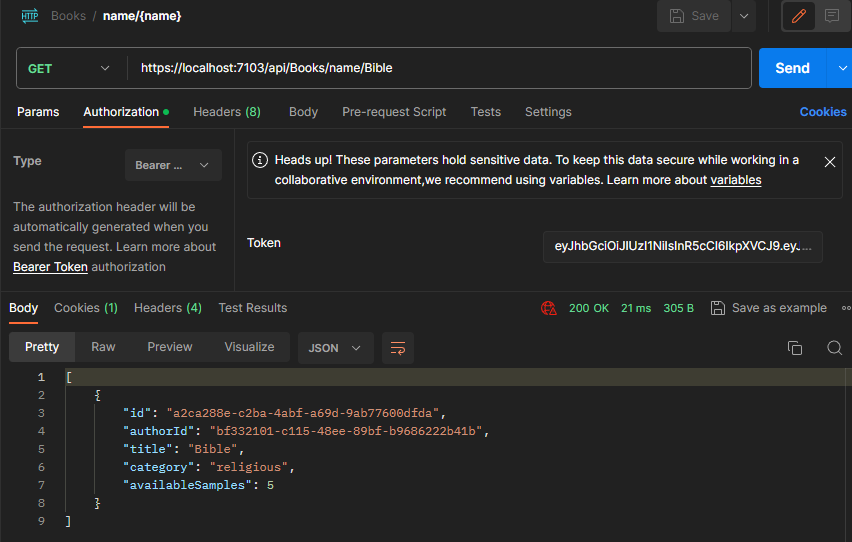 HTTP Books / name/{name} Save
GET https://localhost:7103/api/Books/name/Bible Send
Params Authorization Headers (8) Body Pre-request Script Tests Settings Cookies
Type Bearer ...
The authorization header will be
automatically generated when you
send the request. Learn more about
Bearer Token authorization
Heads up! These parameters hold sensitive data. To keep this data secure while working in a
collaborative environment,we recommend using variables. Learn more about variables
Token eyJhbGciOiJIUzI1NiIsInR5cCI6IkpXVCJ9.eyJ...
Body Cookies (1) Headers (4) Test Results 200 OK 21 ms 305 B Save as example
Pretty Raw Preview Visualize JSON
1 [
2 {
3 "id": "a2ca288e-c2ba-4abf-a69d-9ab77600dfda",
4 "authorId": "bf332101-c115-48ee-89bf-b9686222b41b",
5 "title": "Bible",
6 "category": "religious",
7 "availableSamples": 5
8 }
9 ]